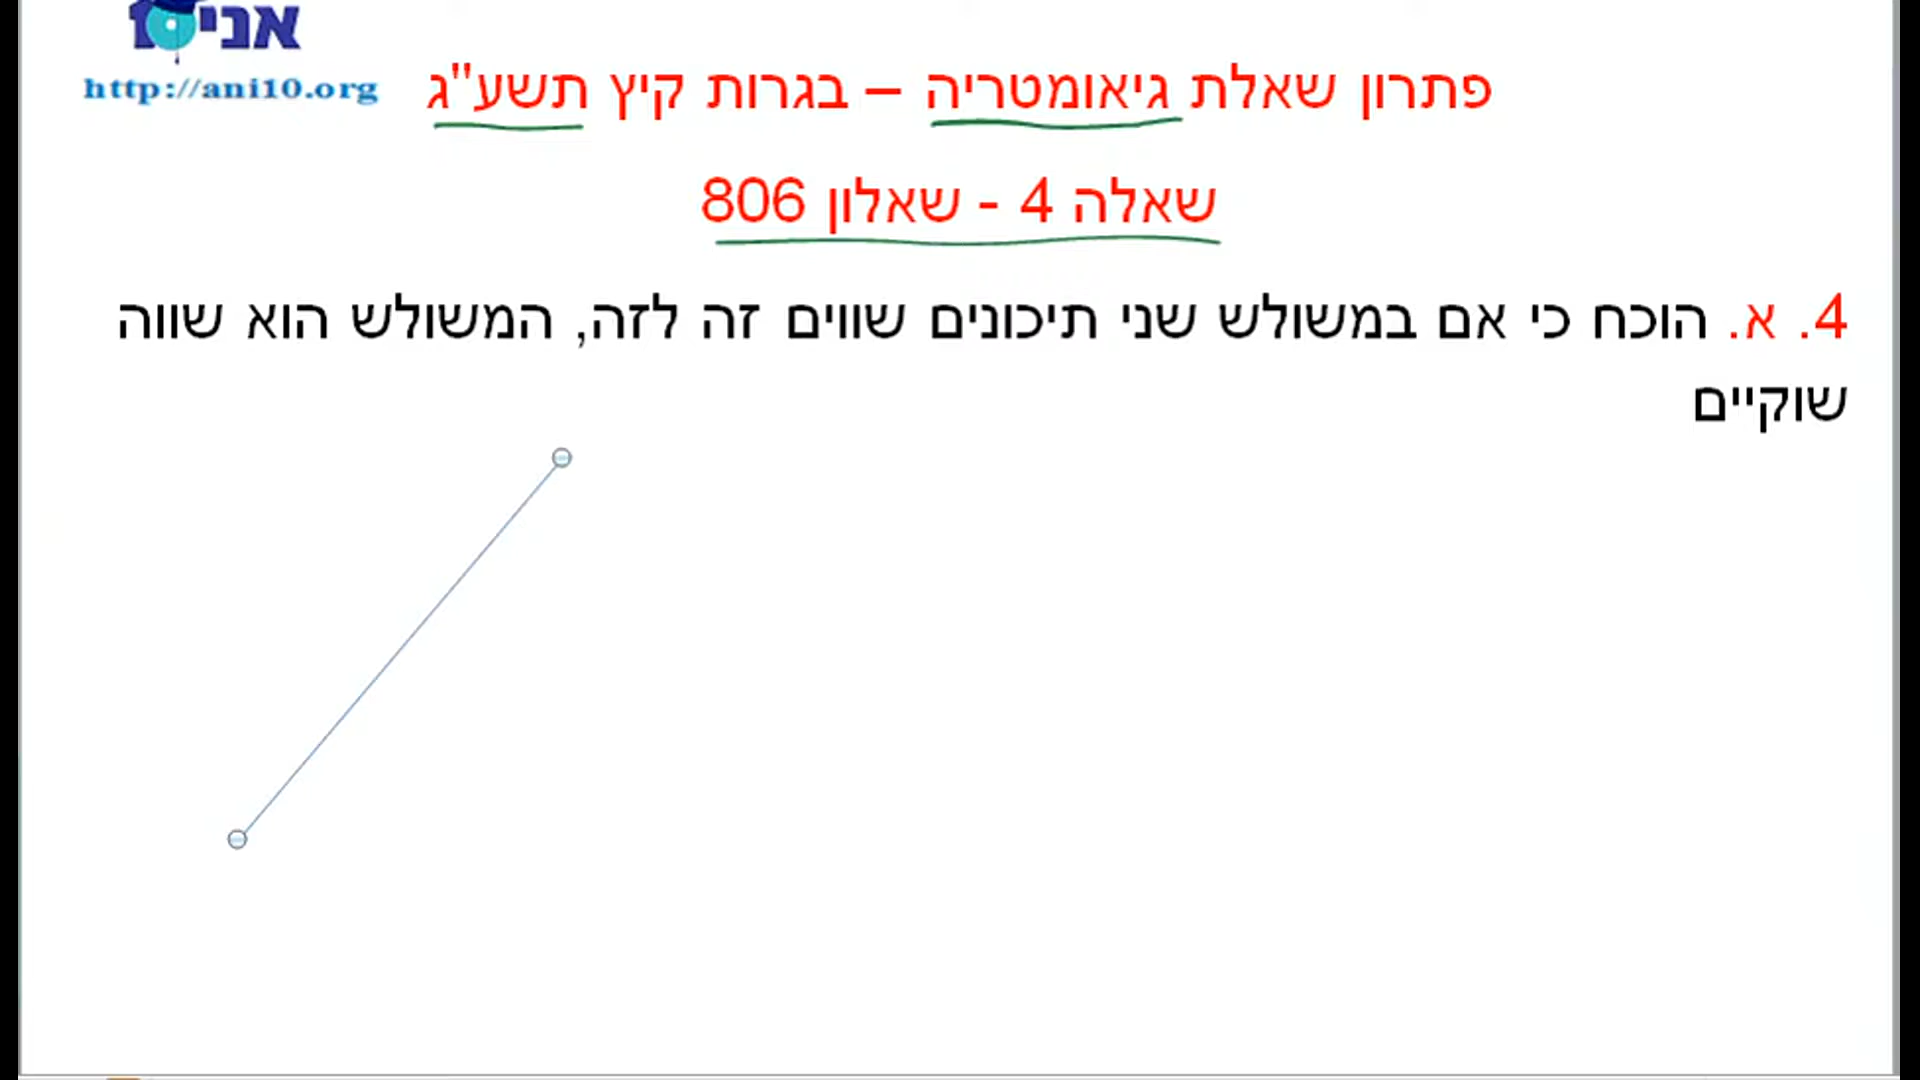 אני10
http://ani10.org
פתרון שאלת גיאומטריה – בגרות קיץ תשע"ג
שאלה 4 - שאלון 806
4. א. הוכח כי אם במשולש שני תיכונים שווים זה לזה, המשולש הוא שווה
שוקיים